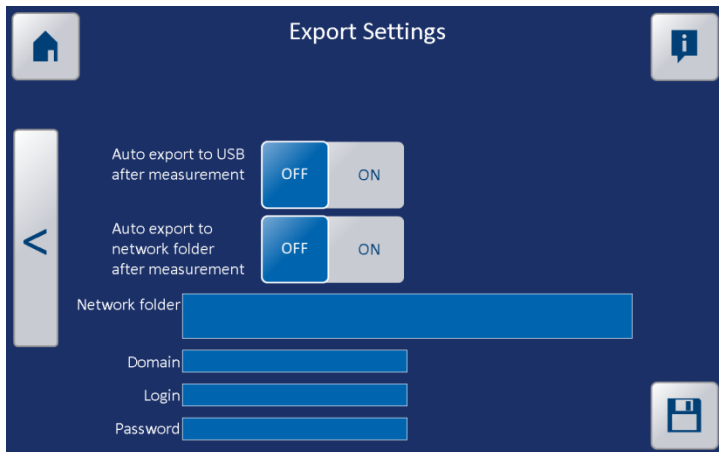 Export Settings
Auto export to USB
after measurement
OFF
ON
Auto export to
network folder
after measurement
OFF
ON
<
Network folder
Domain
Login
Password